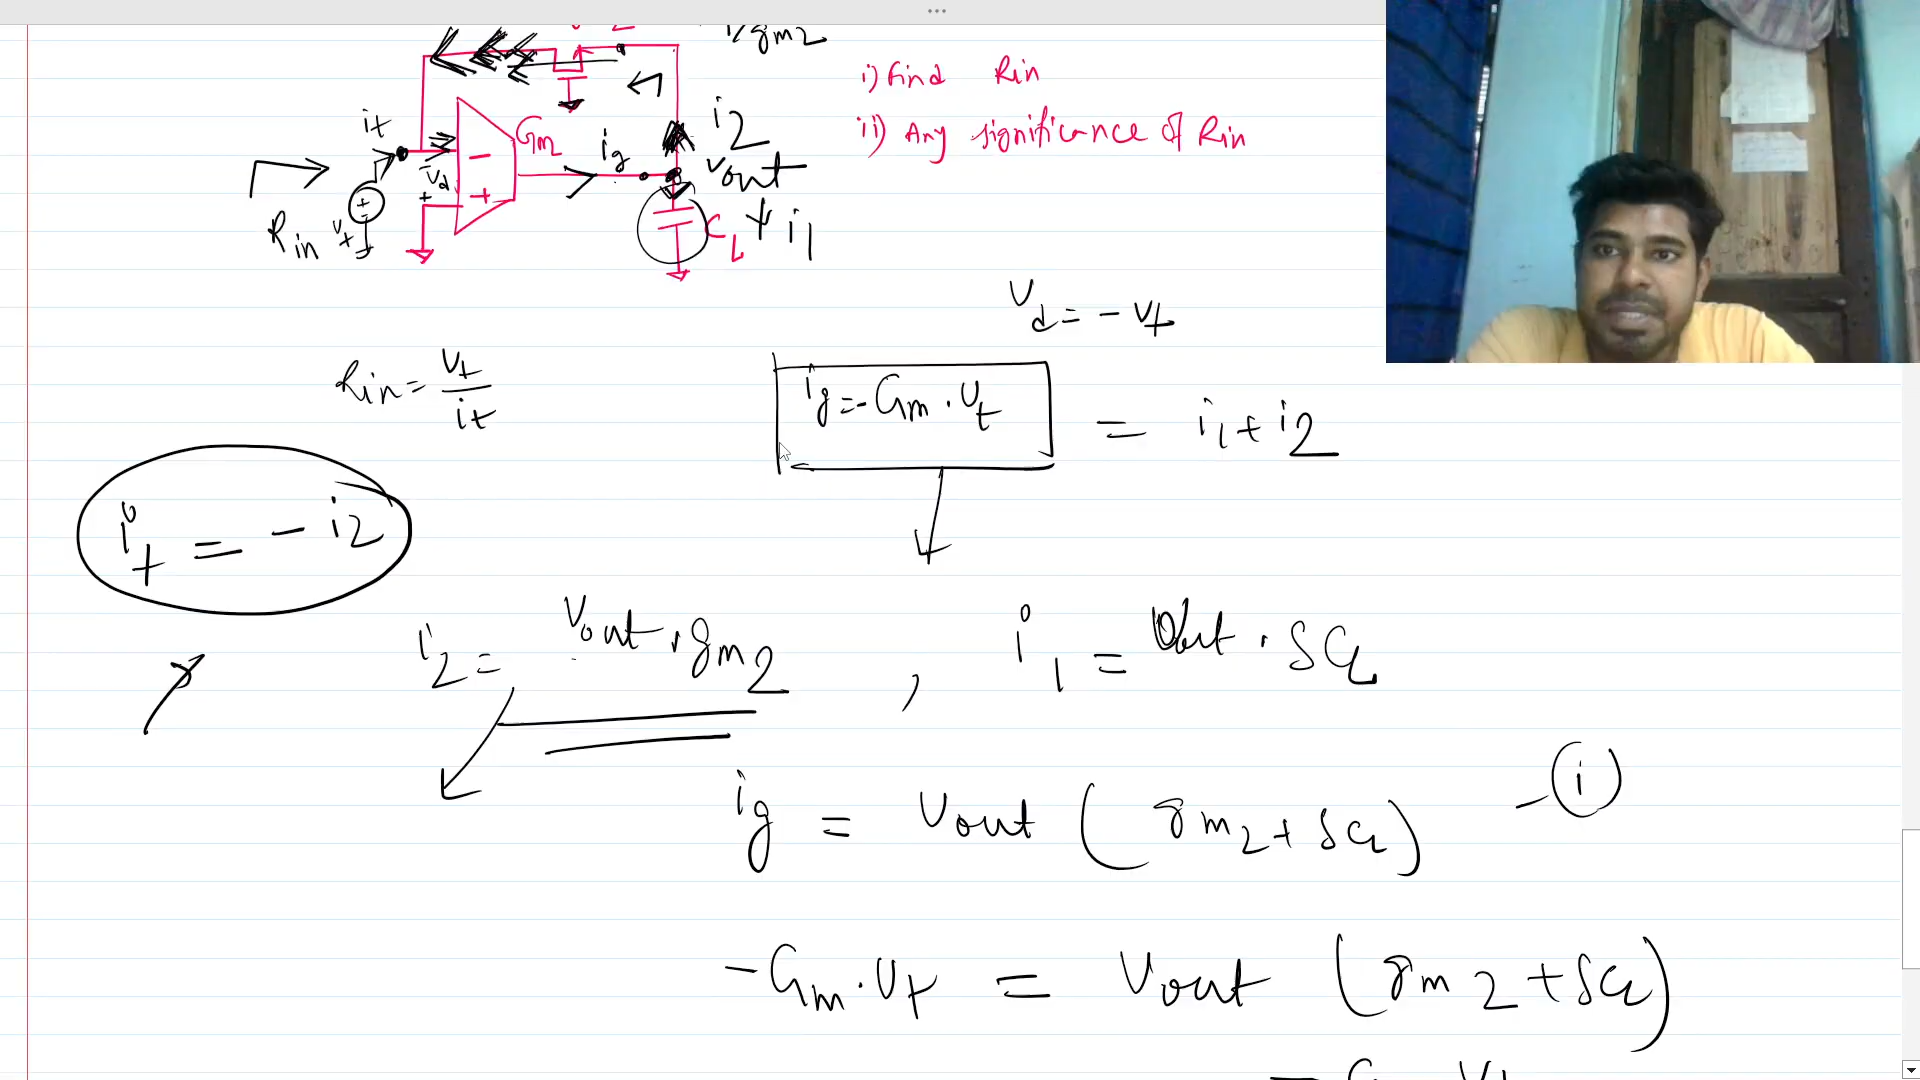 1/gm2
i) Find Rin
ii) Any significance of Rin
it
Gm
ig
i2
Vout
Vd
- +
Rin
Vt
CL
i1
Vd = - Vt
Rin = Vt/it
ig = - Gm . Vt = i1 + i2
it = - i2
i2 = Vout . gm2 , i1 = Vout . SCL
ig = Vout ( gm2 + SCL ) - (i)
- Gm . Vt = Vout ( gm2 + SCL )